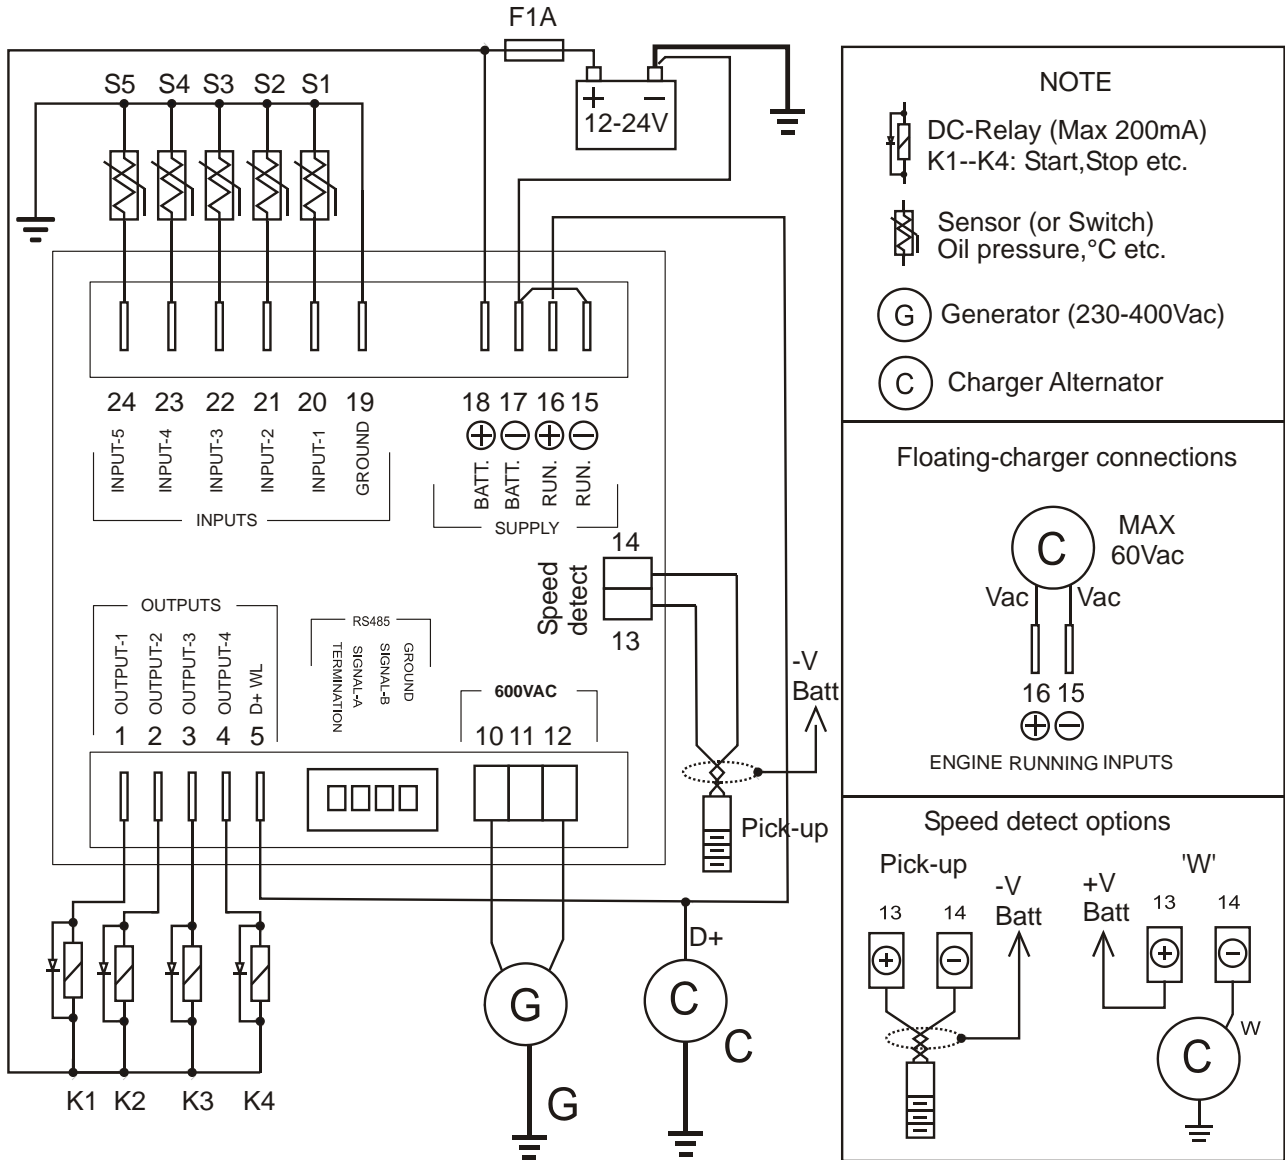 F1A
S5 S4 S3 S2 S1
+ −
12-24V
24 23 22 21 20 19
INPUT-5
INPUT-4
INPUT-3
INPUT-2
INPUT-1
GROUND
INPUTS
18 17 16 15
+ − + −
BATT.
BATT.
RUN.
RUN.
SUPPLY
14
Speed
detect
13
OUTPUTS
OUTPUT-1
OUTPUT-2
OUTPUT-3
OUTPUT-4
D+ WL
1 2 3 4 5
RS485
TERMINATION
SIGNAL-A
SIGNAL-B
GROUND
600VAC
10 11 12
-V
Batt
Pick-up
D+
G
C
C
G
K1 K2 K3 K4
NOTE
DC-Relay (Max 200mA)
K1--K4: Start,Stop etc.
Sensor (or Switch)
Oil pressure,°C etc.
G Generator (230-400Vac)
C Charger Alternator
Floating-charger connections
C
MAX
60Vac
Vac Vac
16 15
+ −
ENGINE RUNNING INPUTS
Speed detect options
Pick-up
13 14
+ −
-V
Batt
'W'
+V
Batt
13 14
+ −
W
C